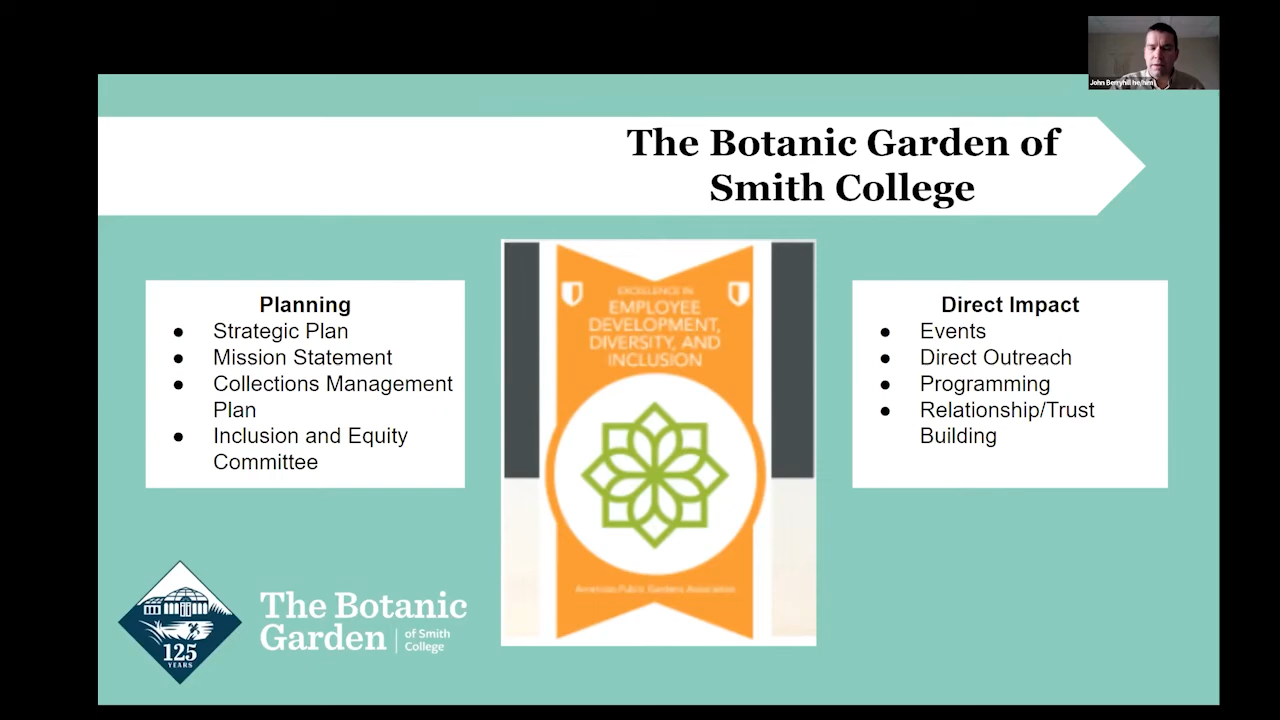 John Berryhill he/him
The Botanic Garden of
Smith College
Planning
● Strategic Plan
● Mission Statement
● Collections Management
Plan
● Inclusion and Equity
Committee
EXCELLENCE IN
EMPLOYEE
DEVELOPMENT,
DIVERSITY, AND
INCLUSION
American Public Gardens Association
Direct Impact
● Events
● Direct Outreach
● Programming
● Relationship/Trust
Building
125
YEARS
The Botanic
Garden
of Smith
College